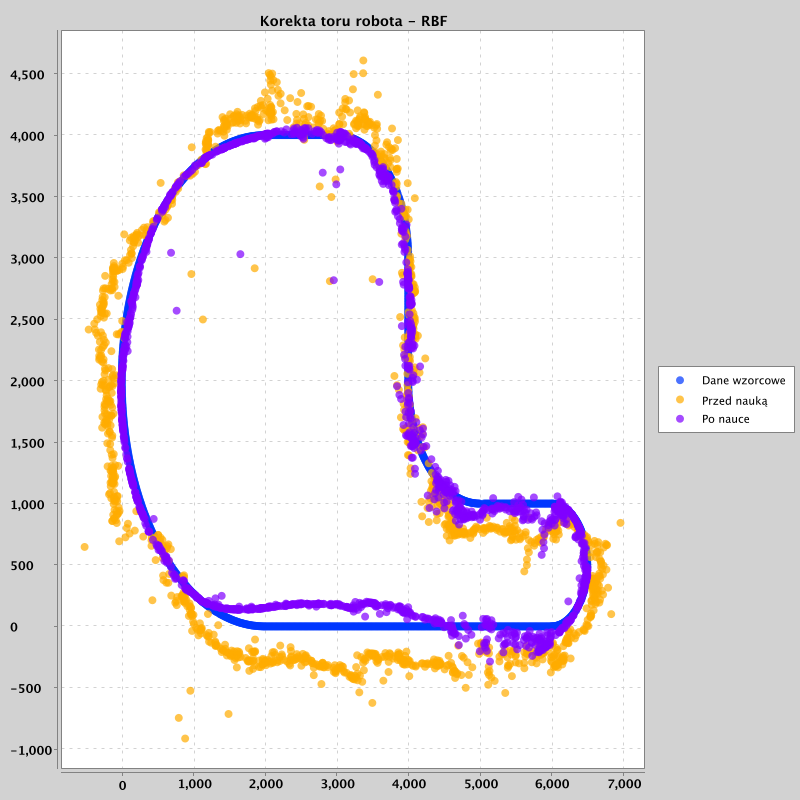 Korekta toru robota – RBF
4,500
4,000
3,500
3,000
2,500
2,000
1,500
1,000
500
0
-500
-1,000
0 1,000 2,000 3,000 4,000 5,000 6,000 7,000
Dane wzorcowe
Przed nauką
Po nauce